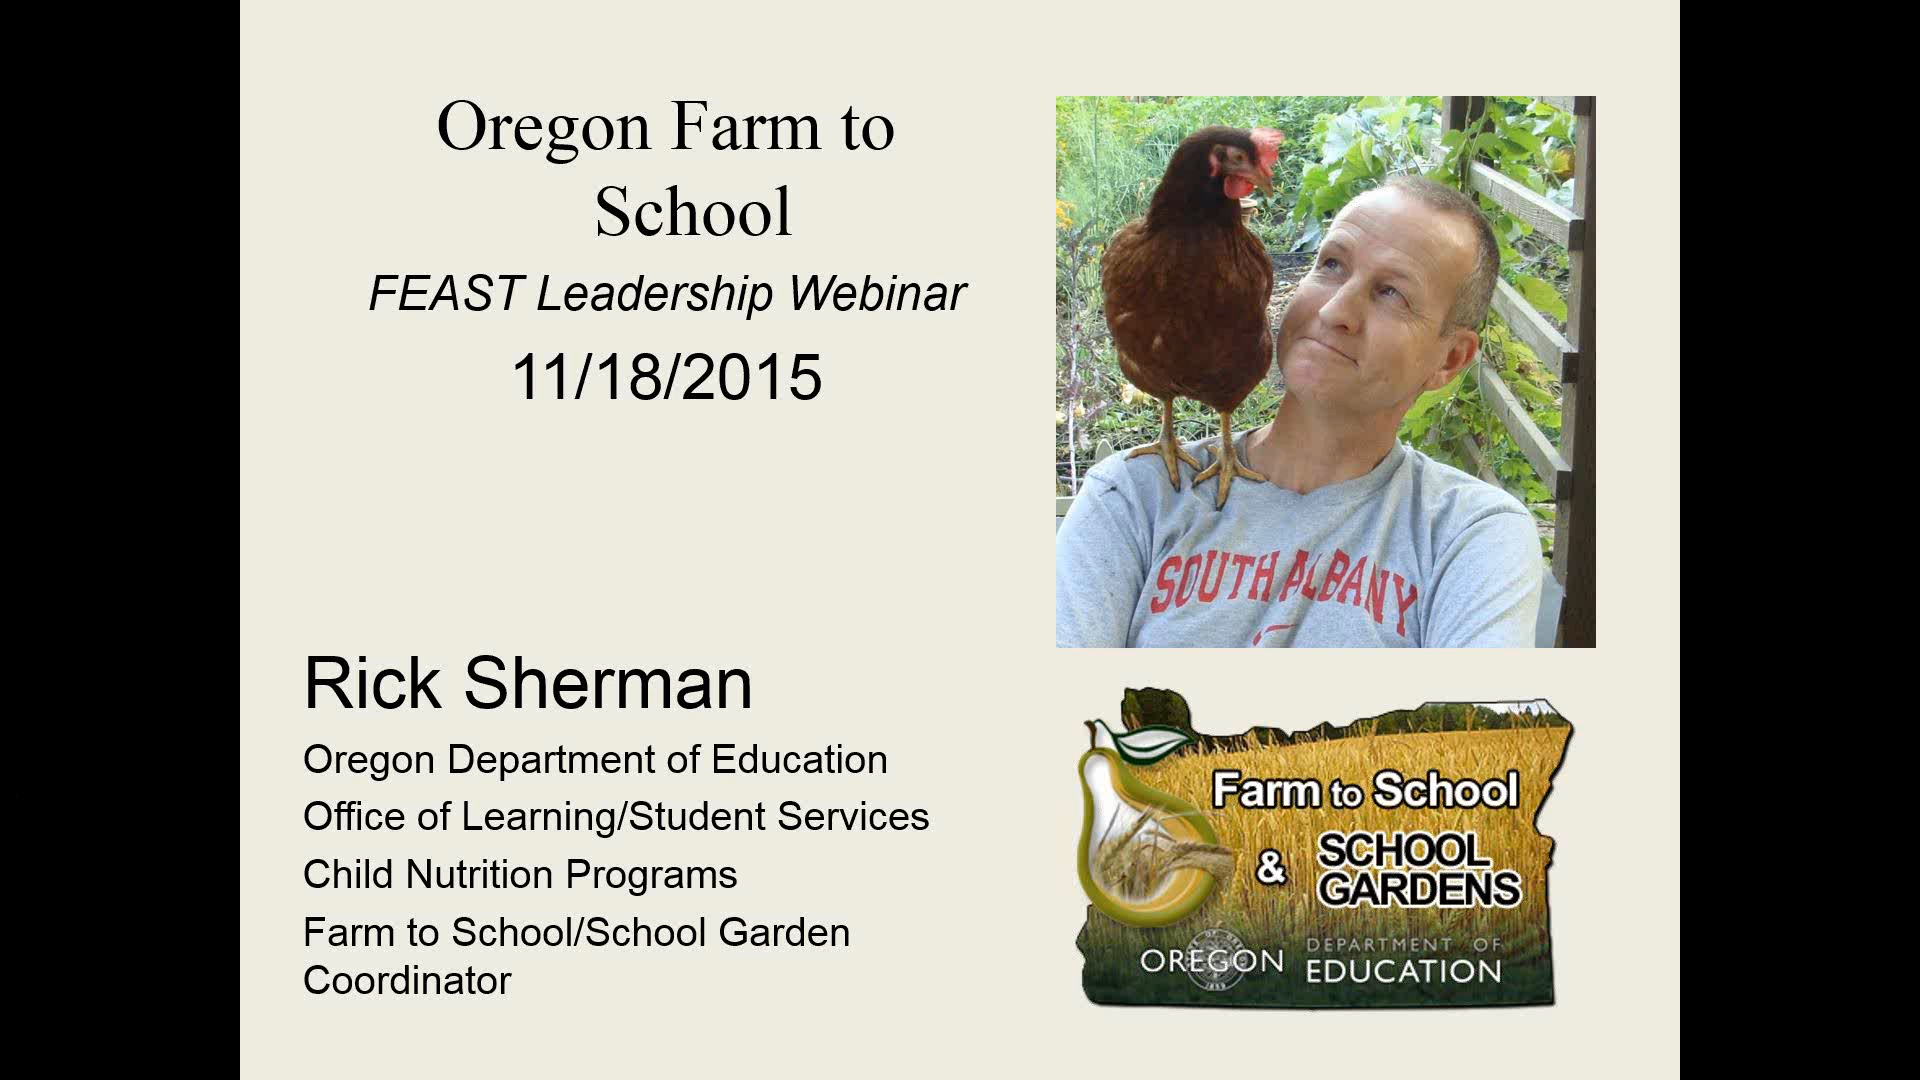 Oregon Farm to
School
FEAST Leadership Webinar
11/18/2015
SOUTH ALBANY
Rick Sherman
Oregon Department of Education
Office of Learning/Student Services
Child Nutrition Programs
Farm to School/School Garden
Coordinator
Farm to School
& SCHOOL
GARDENS
OREGON
DEPARTMENT OF
EDUCATION
1859